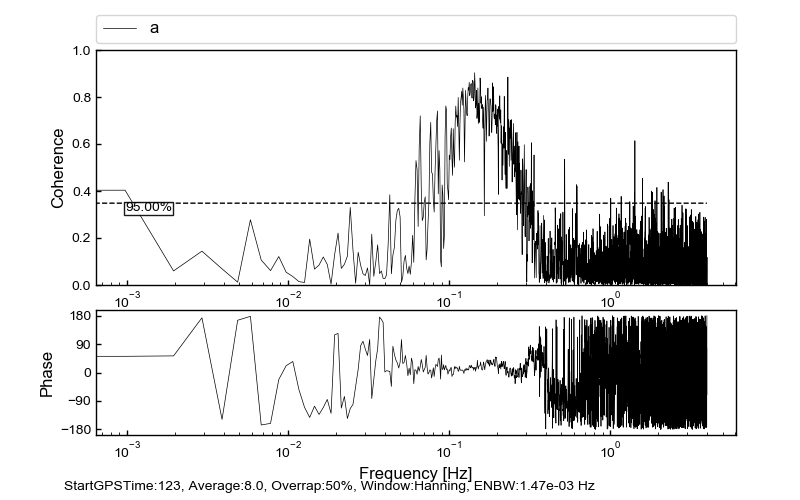 a
1.0
0.8
0.6
0.4
0.2
0.0
Coherence
95.00%
10⁻³ 10⁻² 10⁻¹ 10⁰
180
90
0
−90
−180
Phase
10⁻³ 10⁻² 10⁻¹ 10⁰
Frequency [Hz]
StartGPSTime:123, Average:8.0, Overrap:50%, Window:Hanning, ENBW:1.47e-03 Hz